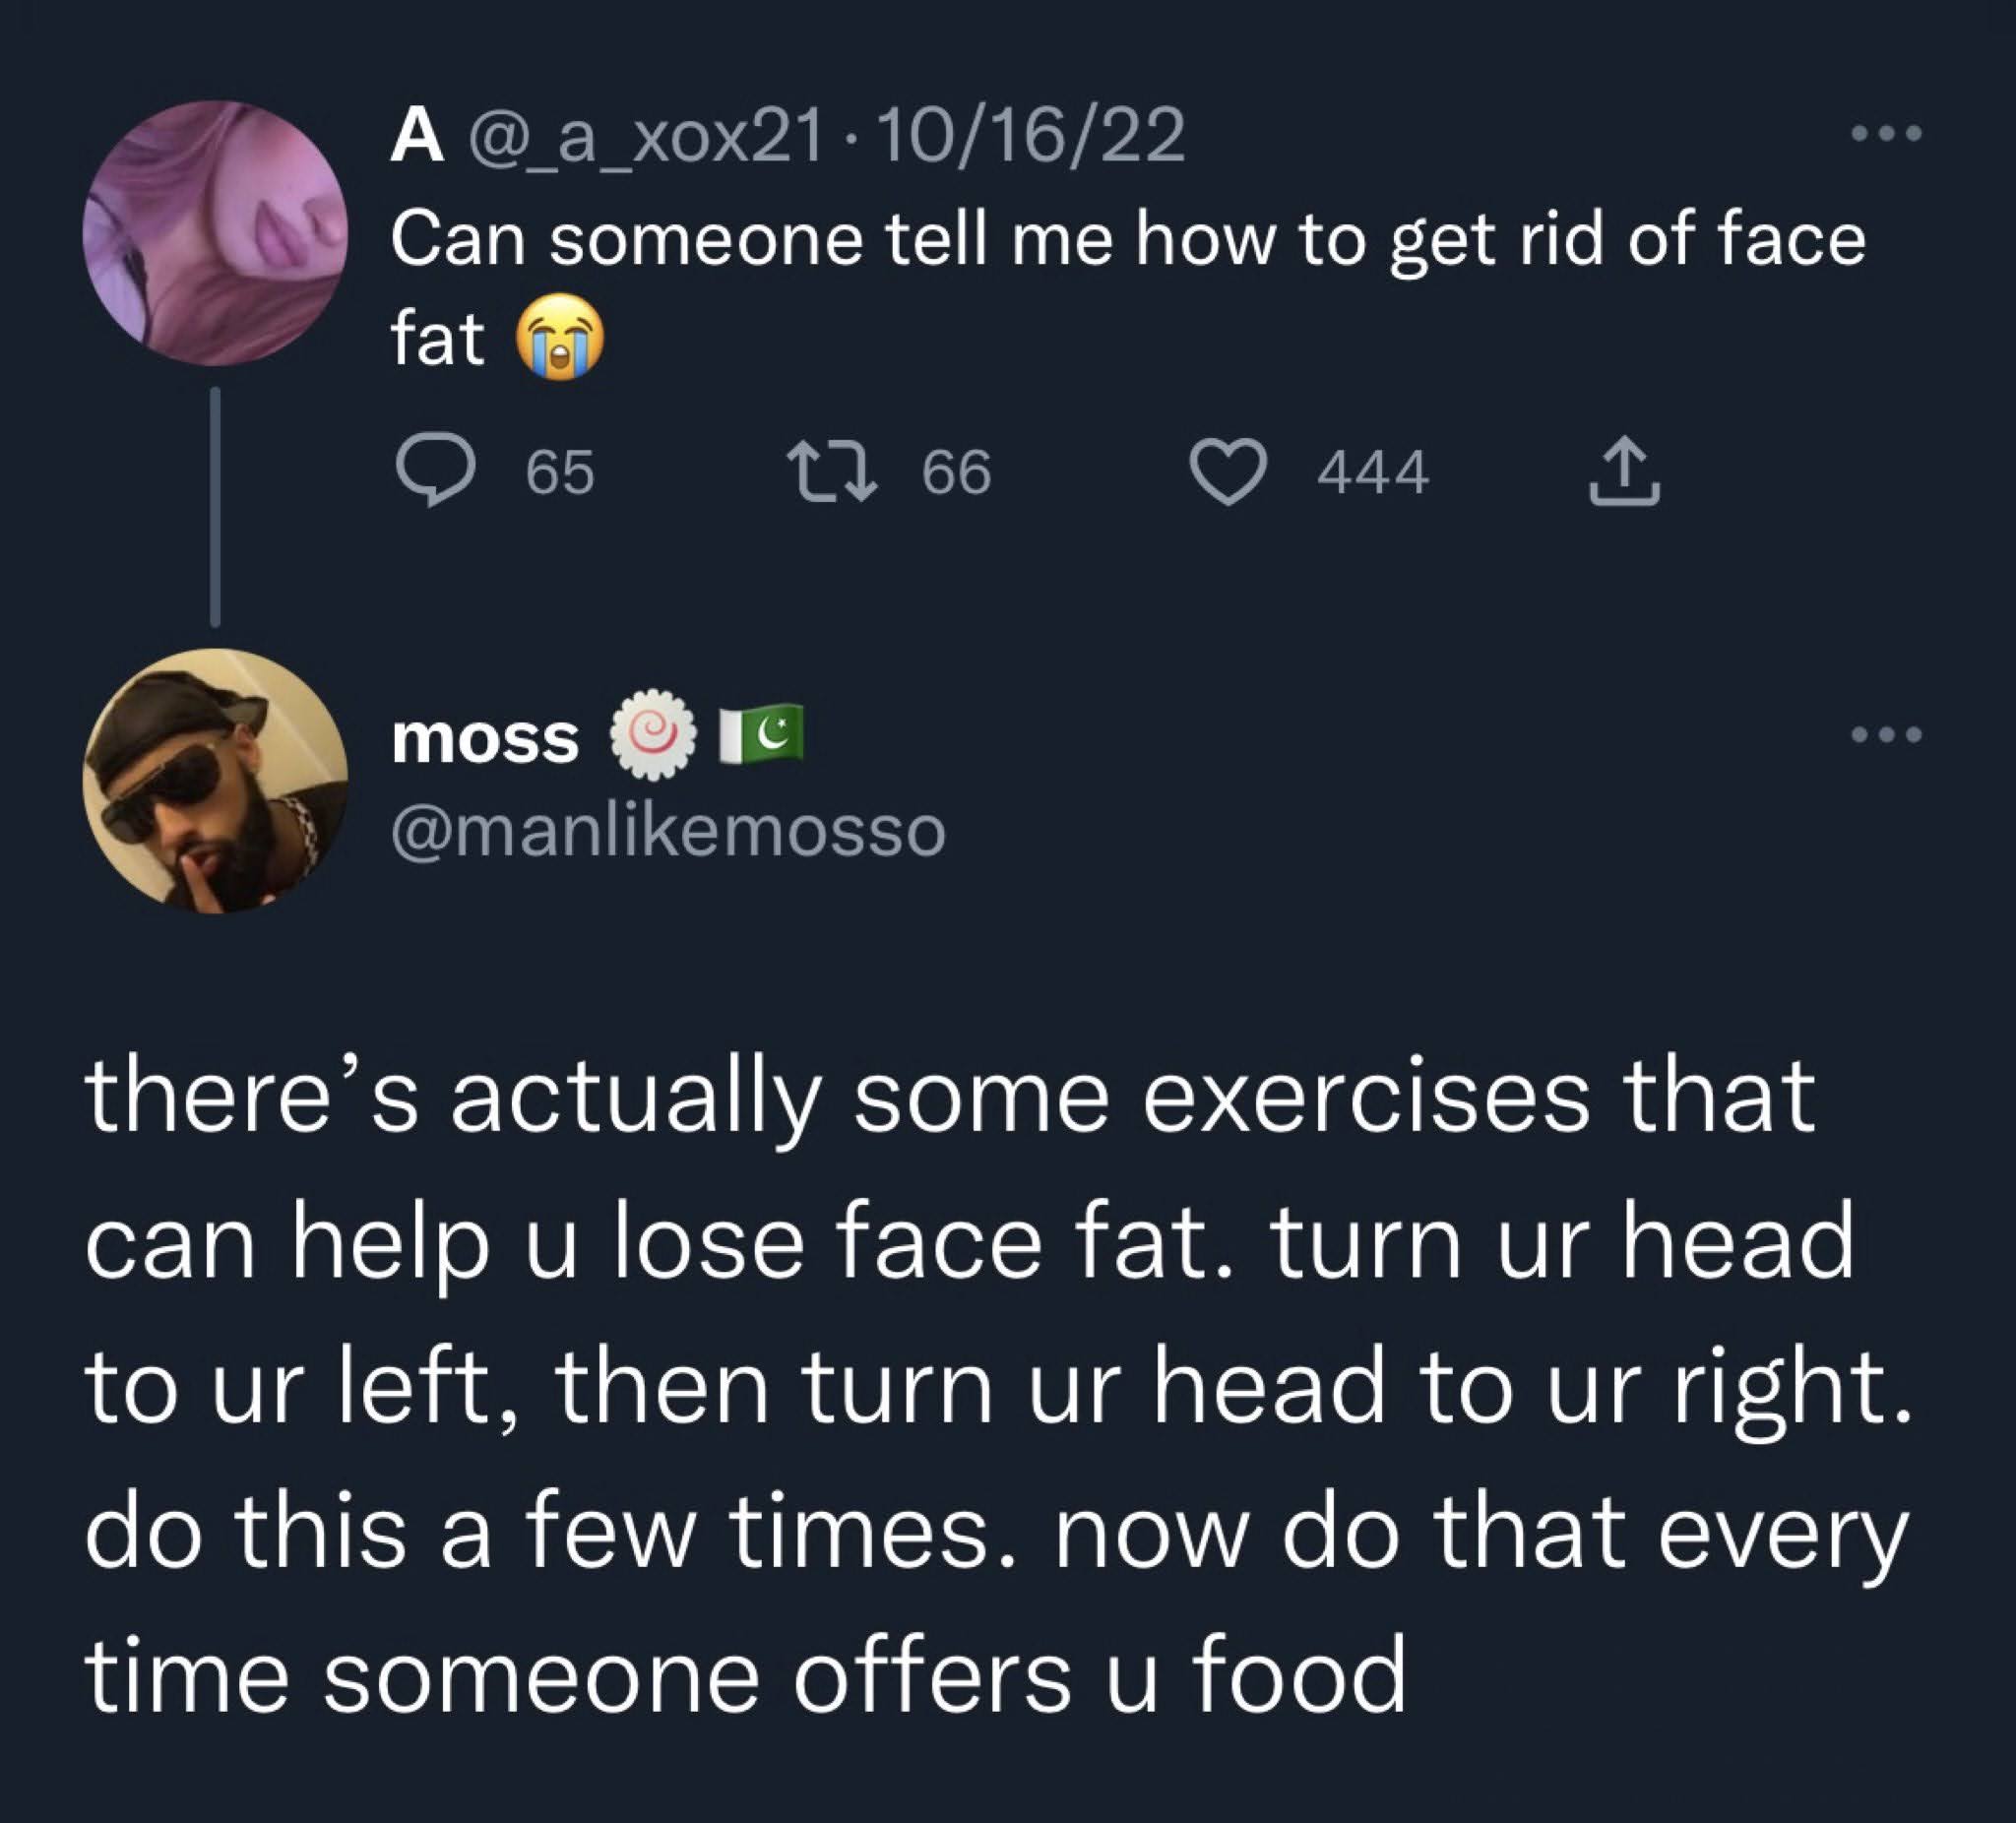 A @_a_xox21 · 10/16/22
Can someone tell me how to get rid of face
fat 😭
65 66 444
moss 🍥 🇵🇰
@manlikemosso
there’s actually some exercises that
can help u lose face fat. turn ur head
to ur left, then turn ur head to ur right.
do this a few times. now do that every
time someone offers u food